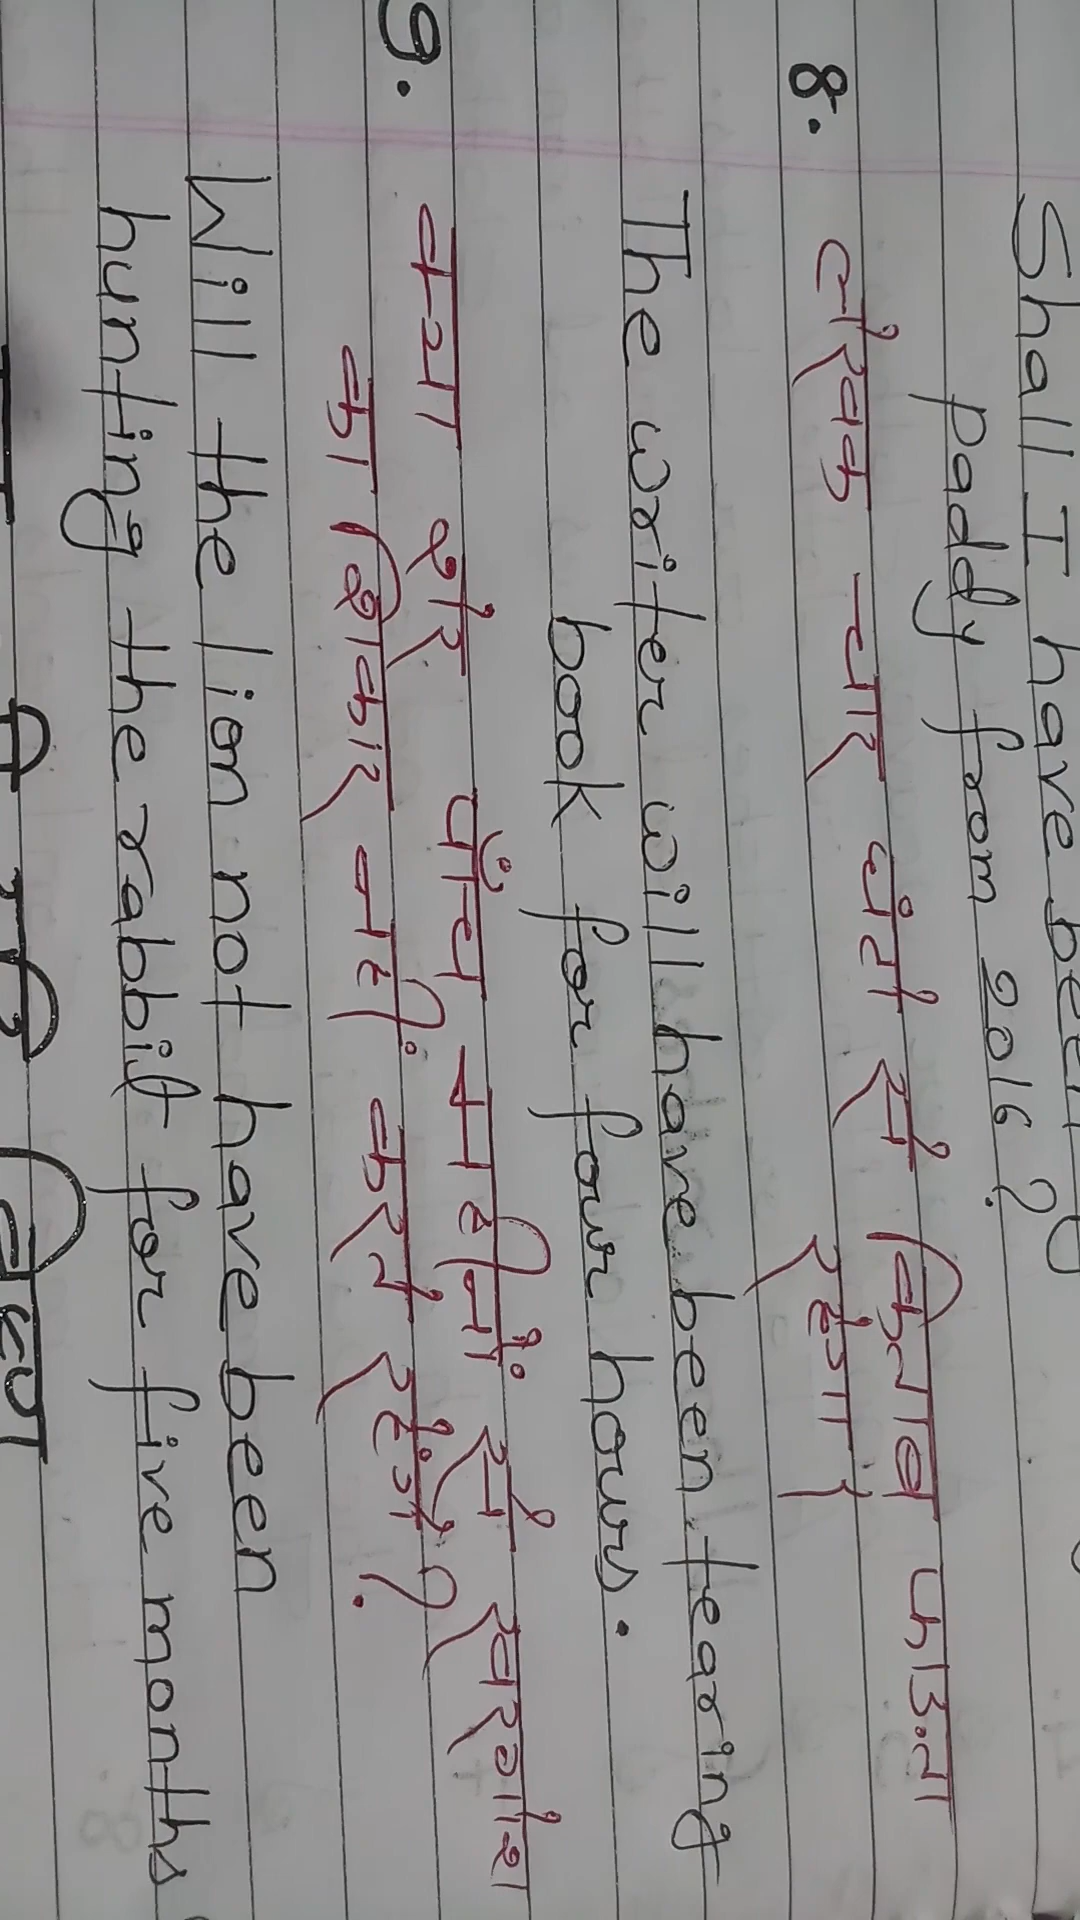 Shall I have been
paddy from 2016?
8. लेखक चार घंटे से किताब फाड़ता
रहेगा।
The writer will have been tearing
book for four hours.
9. क्या शेर पाँच महीनों से खरगोश
का शिकार नहीं करते रहेंगे?
Will the lion not have been
hunting the rabbit for five months